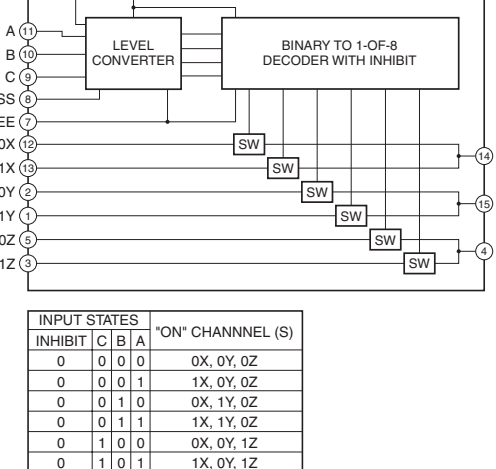 A 11
LEVEL CONVERTER
BINARY TO 1-OF-8 DECODER WITH INHIBIT
B 10
C 9
SS 8
EE 7
0X 12
SW
14
1X 13
SW
0Y 2
SW
15
1Y 1
SW
0Z 5
SW
4
1Z 3
SW
INPUT STATES "ON" CHANNNEL (S)
INHIBIT C B A
0 0 0 0 0X, 0Y, 0Z
0 0 0 1 1X, 0Y, 0Z
0 0 1 0 0X, 1Y, 0Z
0 0 1 1 1X, 1Y, 0Z
0 1 0 0 0X, 0Y, 1Z
0 1 0 1 1X, 0Y, 1Z